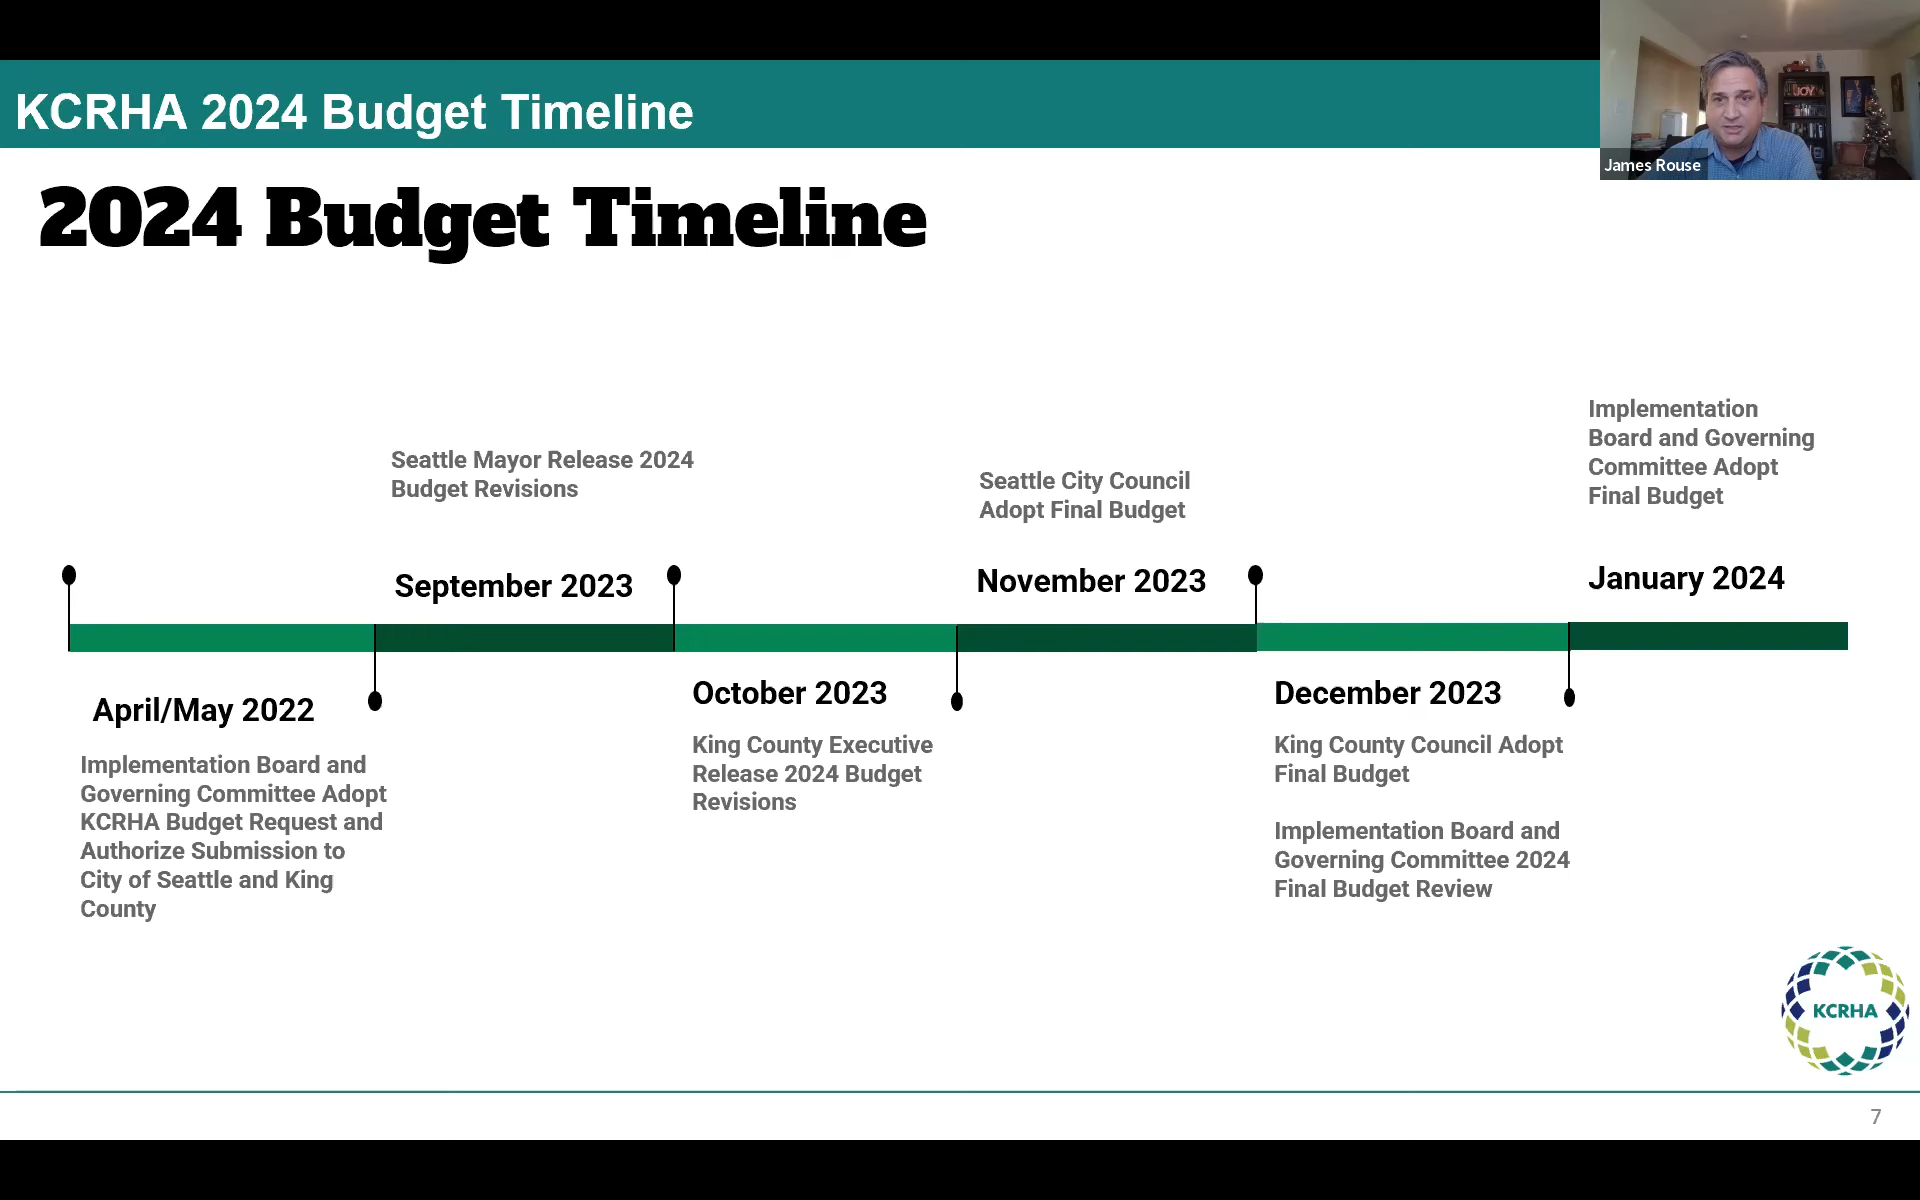 KCRHA 2024 Budget Timeline
JOY
James Rouse
2024 Budget Timeline
Seattle Mayor Release 2024
Budget Revisions
September 2023
Seattle City Council
Adopt Final Budget
November 2023
Implementation
Board and Governing
Committee Adopt
Final Budget
January 2024
April/May 2022
Implementation Board and
Governing Committee Adopt
KCRHA Budget Request and
Authorize Submission to
City of Seattle and King
County
October 2023
King County Executive
Release 2024 Budget
Revisions
December 2023
King County Council Adopt
Final Budget
Implementation Board and
Governing Committee 2024
Final Budget Review
KCRHA
7